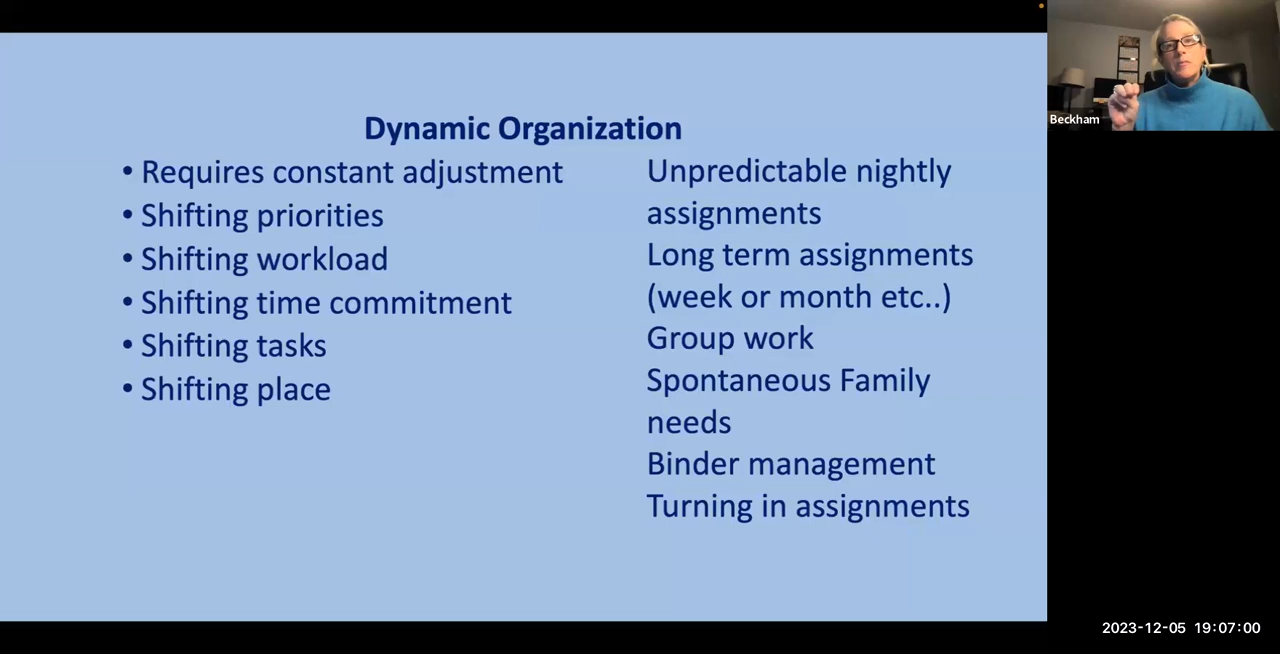 Dynamic Organization
• Requires constant adjustment
• Shifting priorities
• Shifting workload
• Shifting time commitment
• Shifting tasks
• Shifting place
Unpredictable nightly
assignments
Long term assignments
(week or month etc..)
Group work
Spontaneous Family
needs
Binder management
Turning in assignments
Beckham
2023-12-05 19:07:00